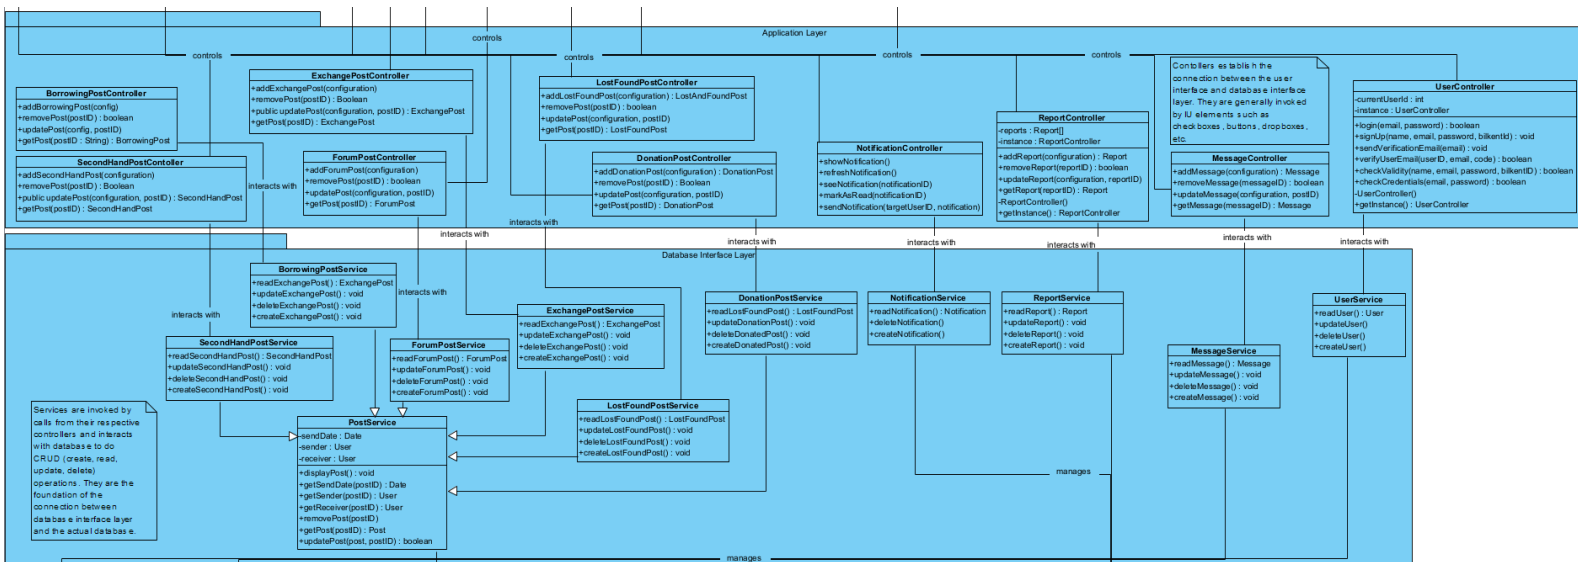 Application Layer
controls
controls
controls
controls
controls
BorrowingPostController
+addBorrowingPost(config)
+removePost(postID) : boolean
+updatePost(config, postID)
+getPost(postID : String) : BorrowingPost
SecondHandPostContoller
+addSecondHandPost(configuration)
+removePost(postID) : Boolean
+public updatePost(configuration, postID) : SecondHandPost
+getPost(postID) : SecondHandPost
ExchangePostController
+addExchangePost(configuration)
+removePost(postID) : Boolean
+public updatePost(configuration, postID) : ExchangePost
+getPost(postID) : ExchangePost
ForumPostController
+addForumPost(configuration)
+removePost(postID) : boolean
+updatePost(configuration, postID)
+getPost(postID) : ForumPost
LostFoundPostController
+addLostFoundPost(configuration) : LostAndFoundPost
+removePost(postID) : boolean
+updatePost(configuration, postID)
+getPost(postID) : LostFoundPost
DonationPostController
+addDonationPost(configuration) : DonationPost
+removePost(postID) : Boolean
+updatePost(configuration, postID)
+getPost(postID) : DonationPost
NotificationController
+showNotification()
+refreshNotification()
+seeNotification(notificationID)
+markAsRead(notificationID)
+sendNotification(targetUserID, notification)
ReportController
-reports : Report[]
-instance : ReportController
+addReport(configuration) : Report
+removeReport(reportID) : boolean
+updateReport(configuration, reportID)
+getReport(reportID) : Report
-ReportController()
+getInstance() : ReportController
Contollers establish the
connection between the user
interface and database interface
layer. They are generally invoked
by IU elements such as
checkboxes, buttons, dropboxes,
etc.
MessageController
+addMessage(configuration) : Message
+removeMessage(messageID) : boolean
+updateMessage(configuration, postID)
+getMessage(messageID) : Message
UserController
-currentUserId : int
-instance : UserController
+login(email, password) : boolean
+signUp(name, email, password, bilkentId) : void
+sendVerificationEmail(email) : void
+verifyUserEmail(userID, email, code) : boolean
+checkValidity(name, email, password, bilkentID) : boolean
+checkCredentials(email, password) : boolean
-UserController()
+getInstance() : UserController
interacts with
interacts with
interacts with
interacts with
interacts with
interacts with
interacts with
interacts with
interacts with
interacts with
Database Interface Layer
BorrowingPostService
+readExchangePost() : ExchangePost
+updateExchangePost() : void
+deleteExchangePost() : void
+createExchangePost() : void
SecondHandPostService
+readSecondHandPost() : SecondHandPost
+updateSecondHandPost() : void
+deleteSecondHandPost() : void
+createSecondHandPost() : void
ForumPostService
+readForumPost() : ForumPost
+updateForumPost() : void
+deleteForumPost() : void
+createForumPost() : void
ExchangePostService
+readExchangePost() : ExchangePost
+updateExchangePost() : void
+deleteExchangePost() : void
+createExchangePost() : void
DonationPostService
+readLostFoundPost() : LostFoundPost
+updateDonationPost() : void
+deleteDonatedPost() : void
+createDonatedPost() : void
NotificationService
+readNotification() : Notification
+deleteNotification()
+createNotification()
ReportService
+readReport() : Report
+updateReport() : void
+deleteReport() : void
+createReport() : void
UserService
+readUser() : User
+updateUser()
+deleteUser()
+createUser()
MessageService
+readMessage() : Message
+updateMessage() : void
+deleteMessage() : void
+createMessage() : void
LostFoundPostService
+readLostFoundPost() : LostFoundPost
+updateLostFoundPost() : void
+deleteLostFoundPost() : void
+createLostFoundPost() : void
Services are invoked by
calls from their respective
controllers and interacts
with database to do
CRUD (create, read,
update, delete)
operations. They are the
foundation of the
connection between
database interface layer
and the actual database.
PostService
-sendDate : Date
-sender : User
-receiver : User
+displayPost() : void
+getSendDate(postID) : Date
+getSender(postID) : User
+getReceiver(postID) : User
+removePost(postID)
+getPost(postID) : Post
+updatePost(post, postID) : boolean
manages
manages